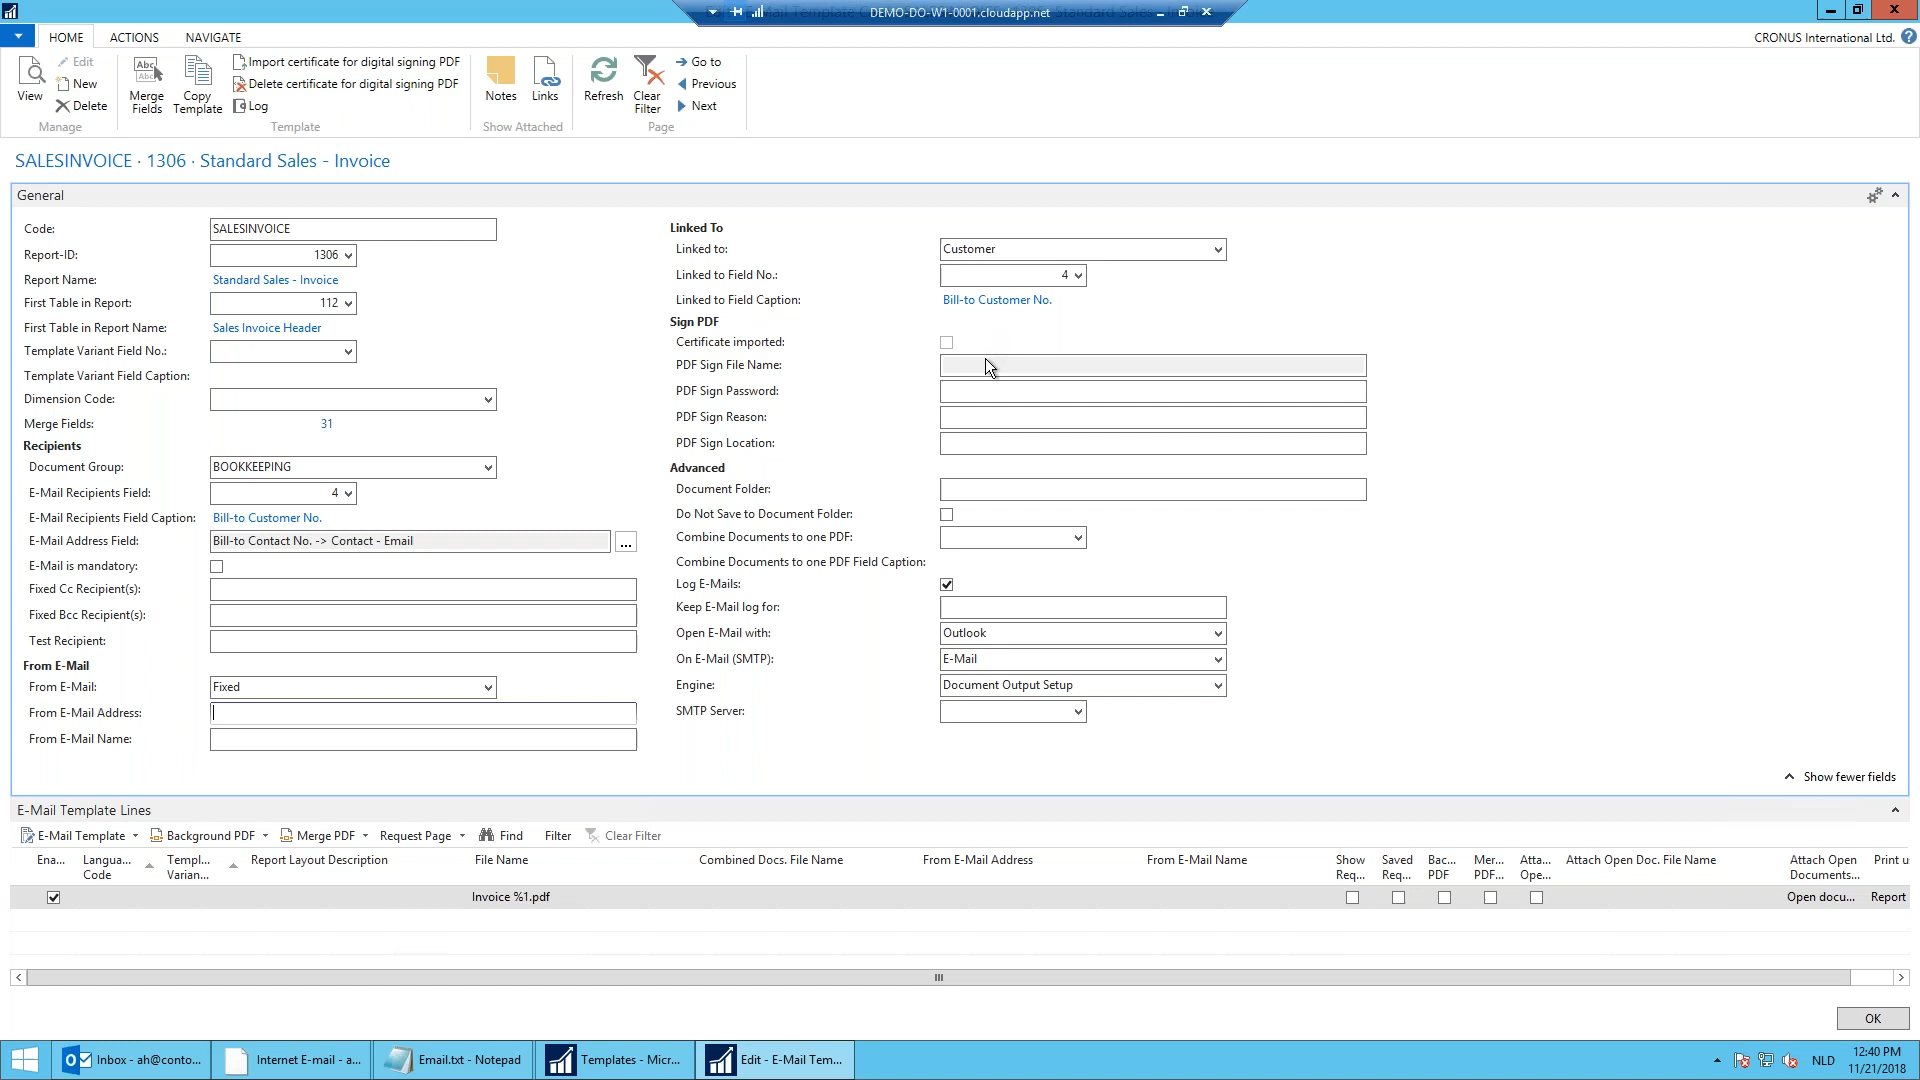 DEMO-DO-W1-0001.cloudapp.net
HOME ACTIONS NAVIGATE
CRONUS International Ltd.
View
Edit
New
Delete
Manage
Merge Fields
Copy Template
Import certificate for digital signing PDF
Delete certificate for digital signing PDF
Log
Template
Notes
Links
Show Attached
Refresh
Clear Filter
Go to
Previous
Next
Page
SALESINVOICE · 1306 · Standard Sales - Invoice
General
Code: SALESINVOICE
Report-ID: 1306
Report Name: Standard Sales - Invoice
First Table in Report: 112
First Table in Report Name: Sales Invoice Header
Template Variant Field No.:
Template Variant Field Caption:
Dimension Code:
Merge Fields: 31
Recipients
Document Group: BOOKKEEPING
E-Mail Recipients Field: 4
E-Mail Recipients Field Caption: Bill-to Customer No.
E-Mail Address Field: Bill-to Contact No. -> Contact - Email ...
E-Mail is mandatory:
Fixed Cc Recipient(s):
Fixed Bcc Recipient(s):
Test Recipient:
From E-Mail
From E-Mail: Fixed
From E-Mail Address:
From E-Mail Name:
Linked To
Linked to: Customer
Linked to Field No.: 4
Linked to Field Caption: Bill-to Customer No.
Sign PDF
Certificate imported:
PDF Sign File Name:
PDF Sign Password:
PDF Sign Reason:
PDF Sign Location:
Advanced
Document Folder:
Do Not Save to Document Folder:
Combine Documents to one PDF:
Combine Documents to one PDF Field Caption:
Log E-Mails:
Keep E-Mail log for:
Open E-Mail with: Outlook
On E-Mail (SMTP): E-Mail
Engine: Document Output Setup
SMTP Server:
Show fewer fields
E-Mail Template Lines
E-Mail Template Background PDF Merge PDF Request Page Find Filter Clear Filter
Ena... Langua... Code Templ... Varian... Report Layout Description File Name Combined Docs. File Name From E-Mail Address From E-Mail Name Show Req... Saved Req... Bac... PDF Mer... PDF... Atta... Ope... Attach Open Doc. File Name Attach Open Documents... Print u
Invoice %1.pdf Open docu... Report
OK
Inbox - ah@conto... Internet E-mail - a... Email.txt - Notepad Templates - Micr... Edit - E-Mail Tem... NLD 12:40 PM
11/21/2018